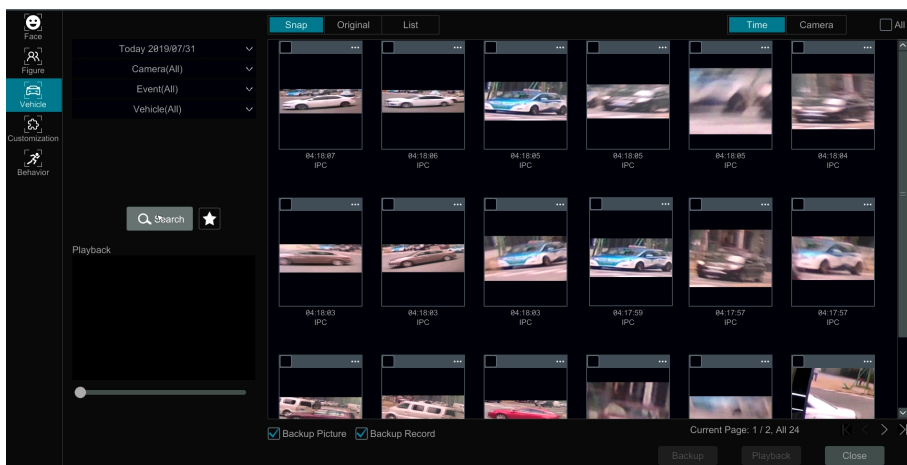 Face
Figure
Vehicle
Customization
Behavior
Today 2019/07/31
Camera(All)
Event(All)
Vehicle(All)
Search
Playback
Snap Original List
Time Camera All
04:18:07 04:18:06 04:18:05 04:18:05 04:18:05 04:18:04
IPC IPC IPC IPC IPC IPC
04:18:03 04:18:03 04:18:03 04:17:59 04:17:57 04:17:57
IPC IPC IPC IPC IPC IPC
Backup Picture Backup Record
Current Page: 1 / 2, All 24
Backup Playback Close